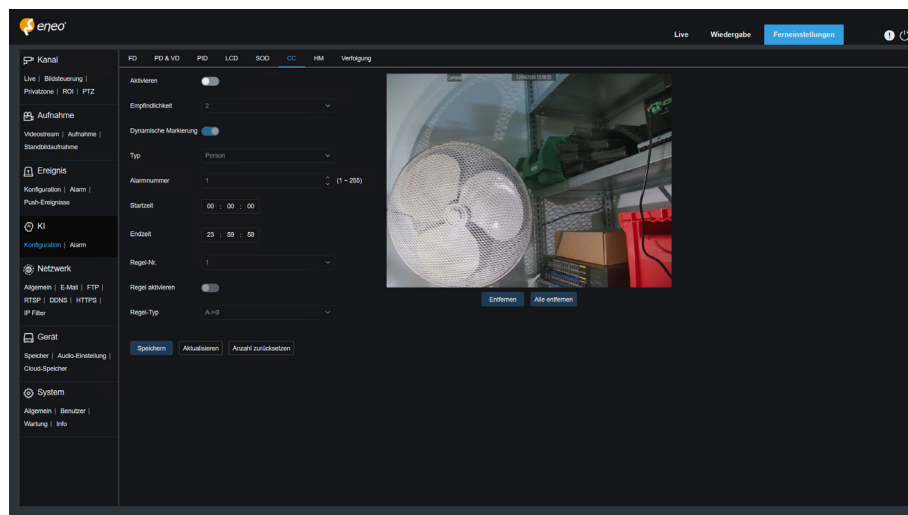 eneo
Live Wiedergabe Ferneinstellungen
Kanal
Live | Bildsteuerung |
Privatzone | ROI | PTZ
Aufnahme
Videostream | Aufnahme |
Standbildaufnahme
Ereignis
Konfiguration | Alarm |
Push-Ereignisse
KI
Konfiguration | Alarm
Netzwerk
Allgemein | E-Mail | FTP |
RTSP | DDNS | HTTPS |
IP Filter
Gerät
Speicher | Audio-Einstellung |
Cloud-Speicher
System
Allgemein | Benutzer |
Wartung | Info
FD PD & VD PID LCD SOD CC HM Verfolgung
Aktivieren
Empfindlichkeit 2
Dynamische Markierung
Typ Person
Alarmnummer 1 (1 ~ 255)
Startzeit 00 : 00 : 00
Endzeit 23 : 59 : 59
Regel-Nr. 1
Regel aktivieren
Regel-Typ A->B
Speichern Aktualisieren Anzahl zurücksetzen
Entfernen Alle entfernen